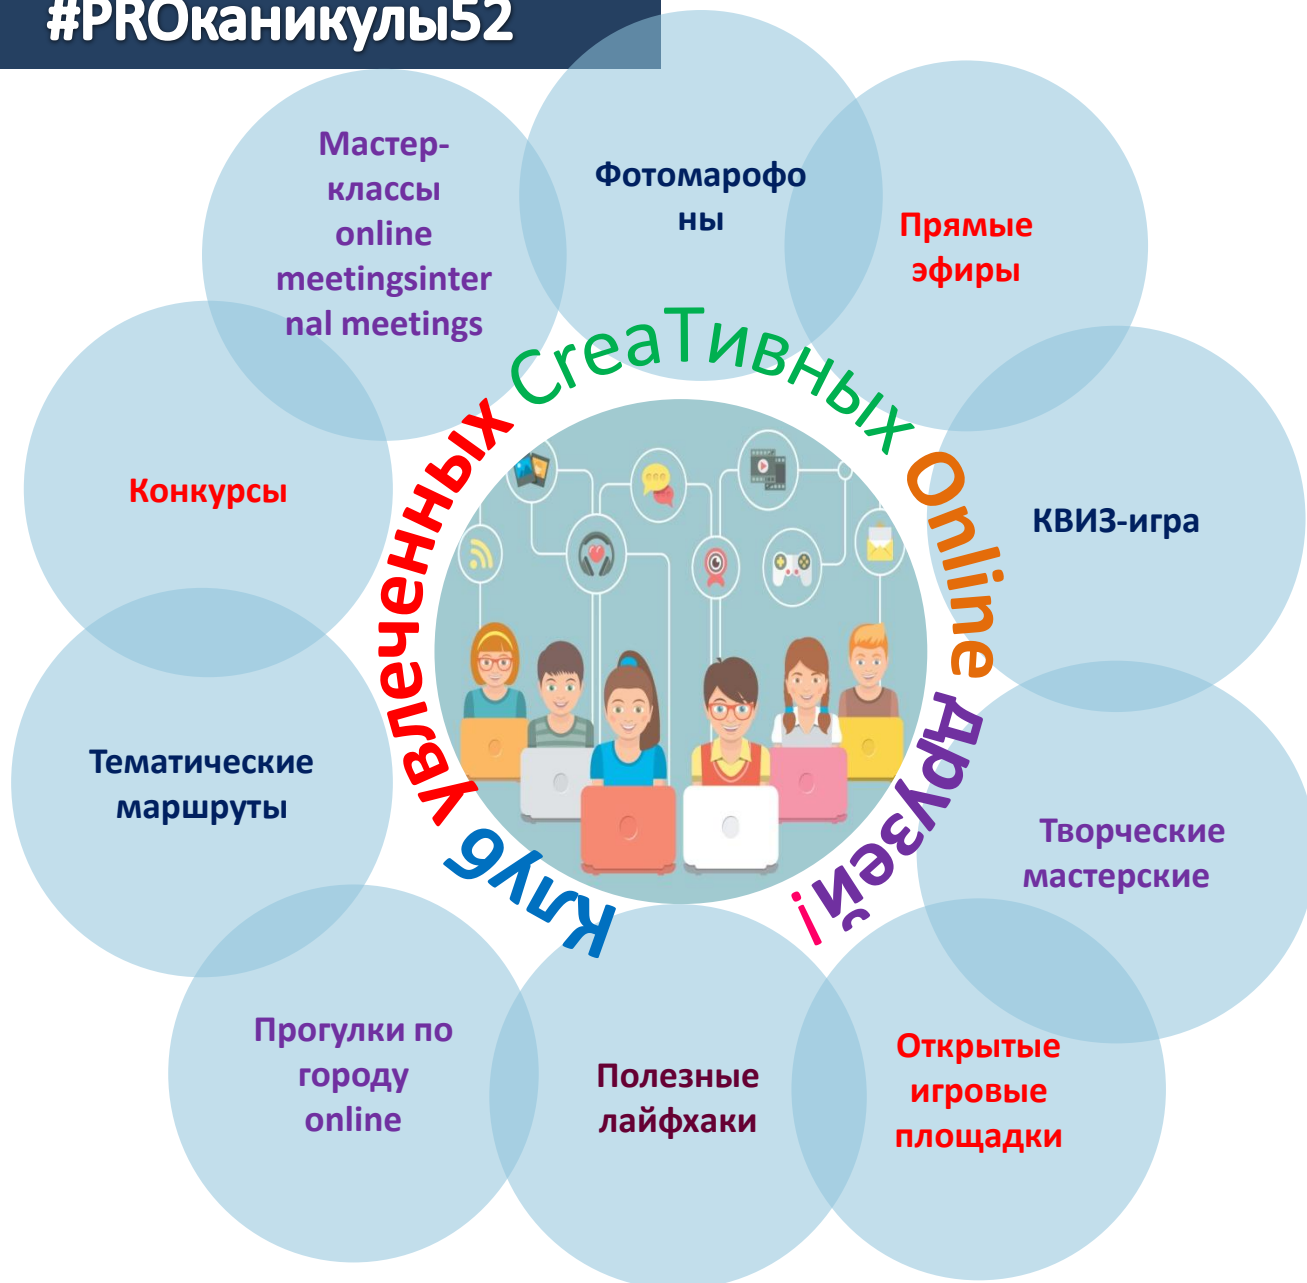 #PROканикулы52
Мастер-
классы
online
meetingsinter
nal meetings
Фотомарофо
ны
Прямые
эфиры
КВИЗ-игра
Творческие
мастерские
Открытые
игровые
площадки
Полезные
лайфхаки
Прогулки по
городу
online
Тематические
маршруты
Конкурсы
Клуб увлеченных CreaТивных Online друзей!